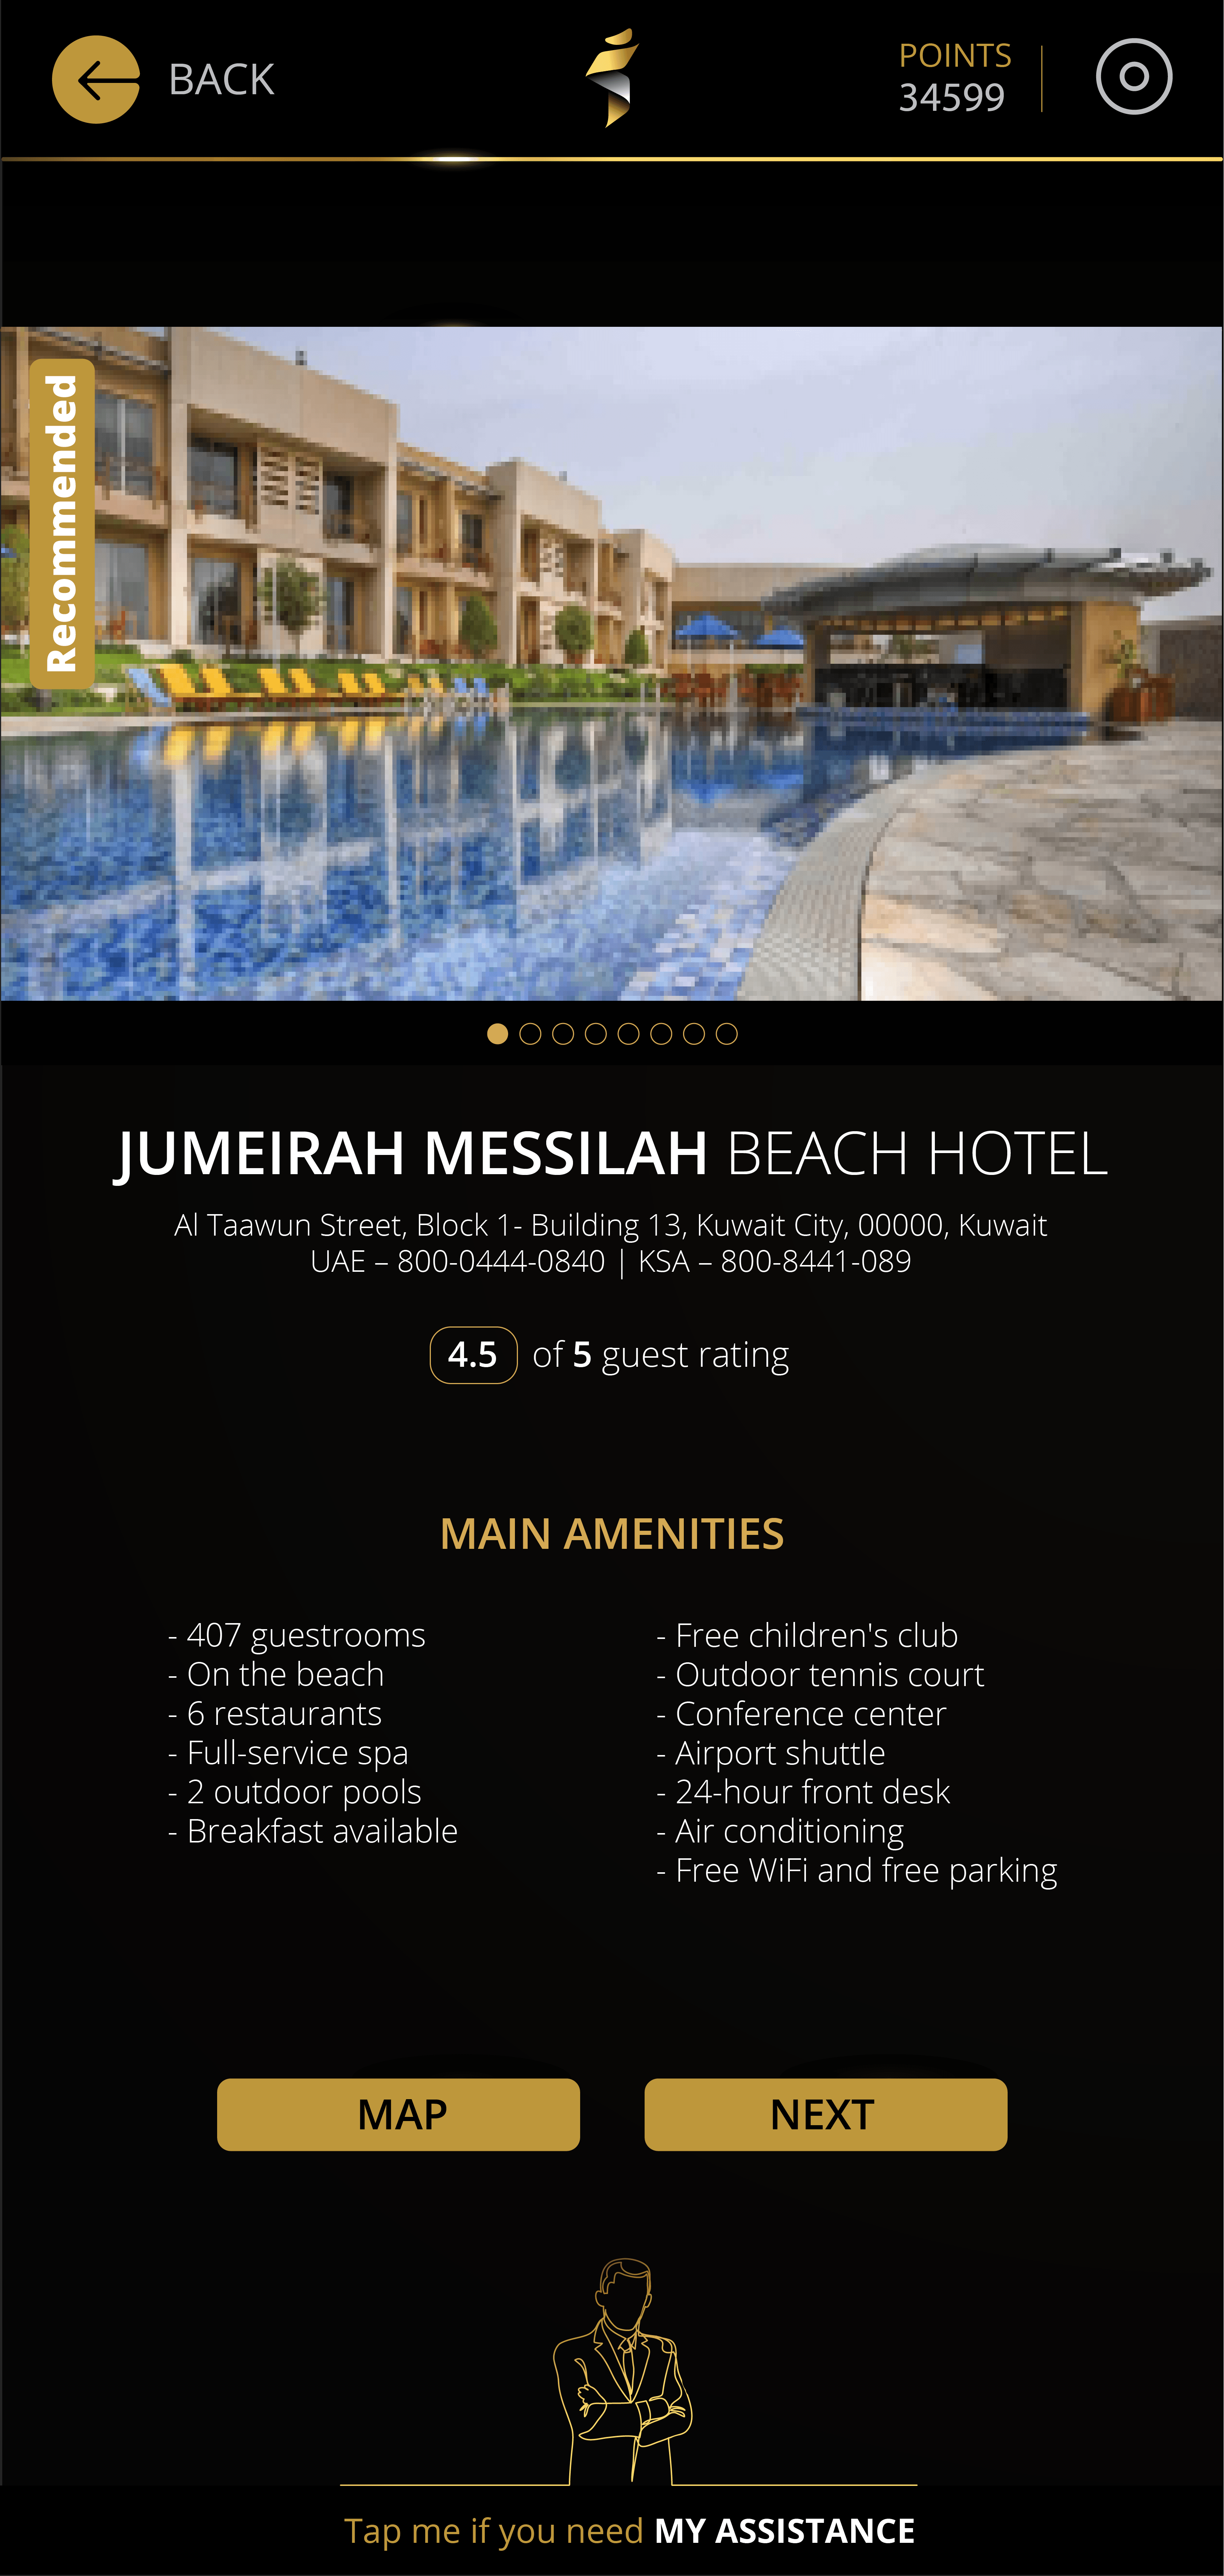 BACK
POINTS
34599
Recommended
JUMEIRAH MESSILAH BEACH HOTEL
Al Taawun Street, Block 1- Building 13, Kuwait City, 00000, Kuwait
UAE – 800-0444-0840 | KSA – 800-8441-089
4.5 of 5 guest rating
MAIN AMENITIES
- 407 guestrooms
- On the beach
- 6 restaurants
- Full-service spa
- 2 outdoor pools
- Breakfast available
- Free children's club
- Outdoor tennis court
- Conference center
- Airport shuttle
- 24-hour front desk
- Air conditioning
- Free WiFi and free parking
MAP
NEXT
Tap me if you need MY ASSISTANCE